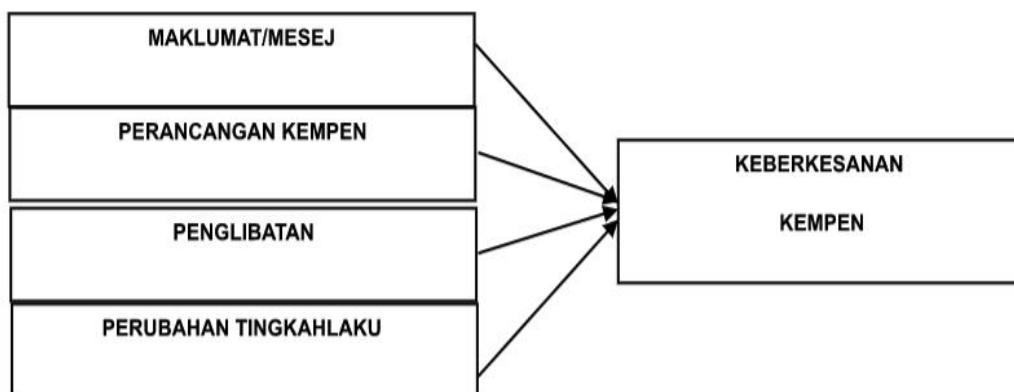 MAKLUMAT/MESEJ
PERANCANGAN KEMPEN
PENGLIBATAN
PERUBAHAN TINGKAHLAKU
KEBERKESANAN
KEMPEN